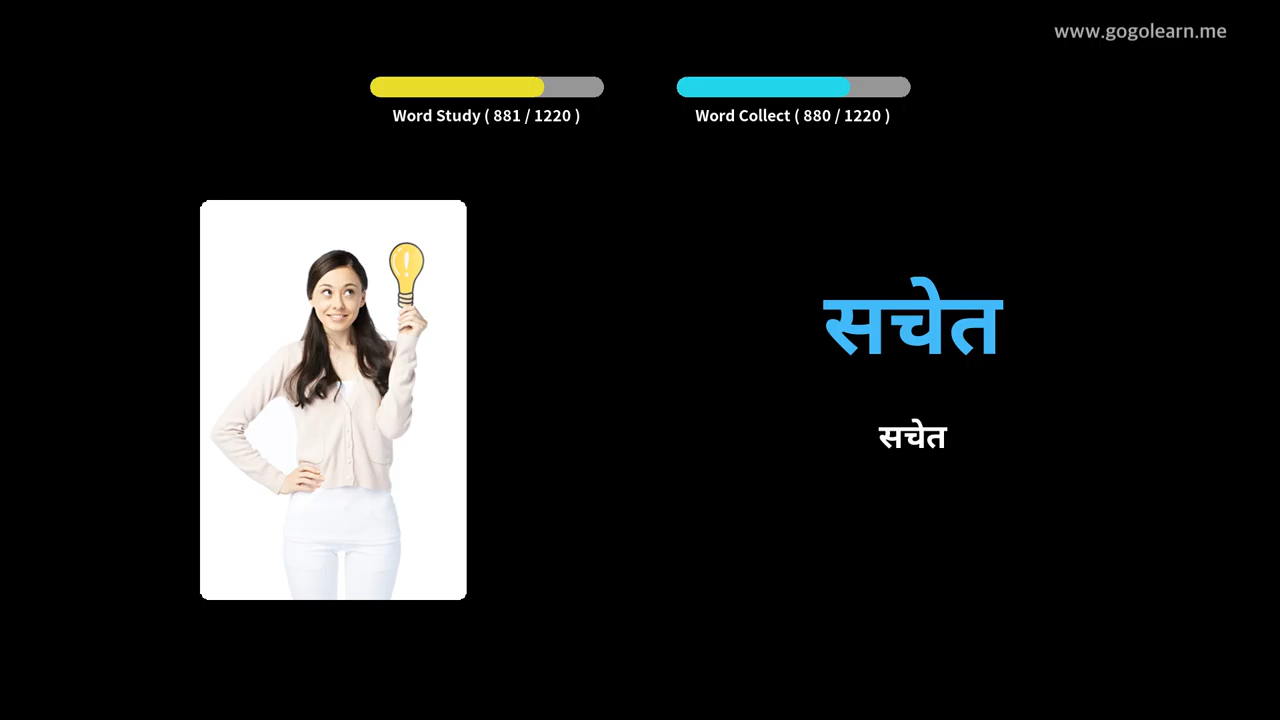 www.gogolearn.me
Word Study ( 881 / 1220 )
Word Collect ( 880 / 1220 )
सचेत
सचेत